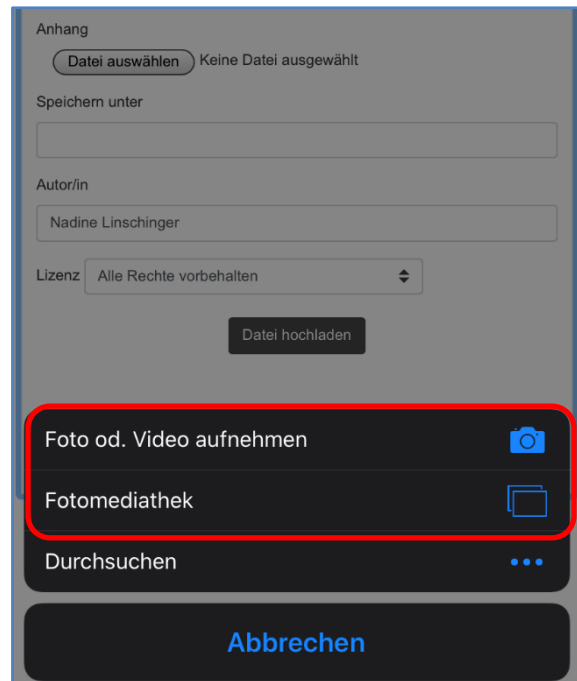 Anhang
Datei auswählen Keine Datei ausgewählt
Speichern unter
Autor/in
Nadine Linschinger
Lizenz Alle Rechte vorbehalten
Datei hochladen
Foto od. Video aufnehmen
Fotomediathek
Durchsuchen
Abbrechen